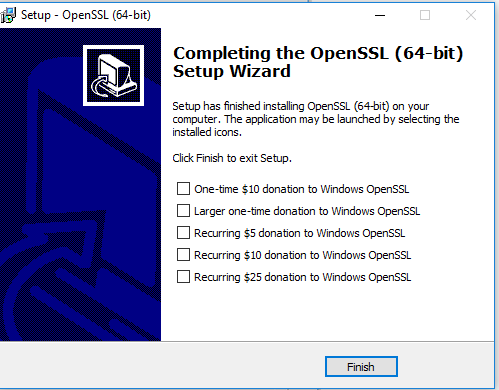 Setup - OpenSSL (64-bit)
Completing the OpenSSL (64-bit)
Setup Wizard
Setup has finished installing OpenSSL (64-bit) on your
computer. The application may be launched by selecting the
installed icons.
Click Finish to exit Setup.
One-time $10 donation to Windows OpenSSL
Larger one-time donation to Windows OpenSSL
Recurring $5 donation to Windows OpenSSL
Recurring $10 donation to Windows OpenSSL
Recurring $25 donation to Windows OpenSSL
Finish